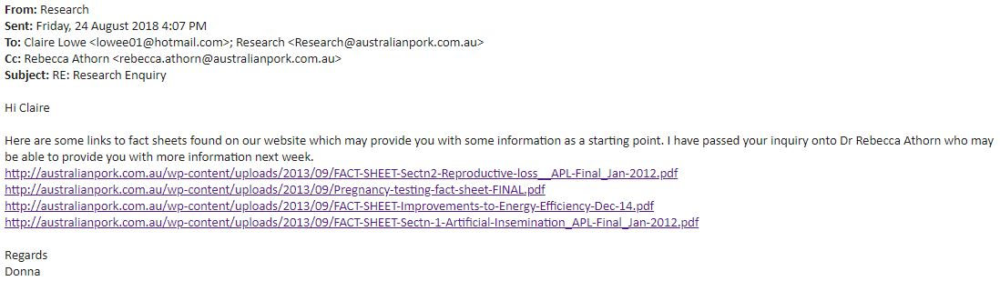 From: Research
Sent: Friday, 24 August 2018 4:07 PM
To: Claire Lowe <lowee01@hotmail.com>; Research <Research@australianpork.com.au>
Cc: Rebecca Athorn <rebecca.athorn@australianpork.com.au>
Subject: RE: Research Enquiry
Hi Claire
Here are some links to fact sheets found on our website which may provide you with some information as a starting point. I have passed your inquiry onto Dr Rebecca Athorn who may
be able to provide you with more information next week.
http://australianpork.com.au/wp-content/uploads/2013/09/FACT-SHEET-Sectn2-Reproductive-loss__APL-Final_Jan-2012.pdf
http://australianpork.com.au/wp-content/uploads/2013/09/Pregnancy-testing-fact-sheet-FINAL.pdf
http://australianpork.com.au/wp-content/uploads/2013/09/FACT-SHEET-Improvements-to-Energy-Efficiency-Dec-14.pdf
http://australianpork.com.au/wp-content/uploads/2013/09/FACT-SHEET-Sectn-1-Artificial-Insemination_APL-Final_Jan-2012.pdf
Regards
Donna